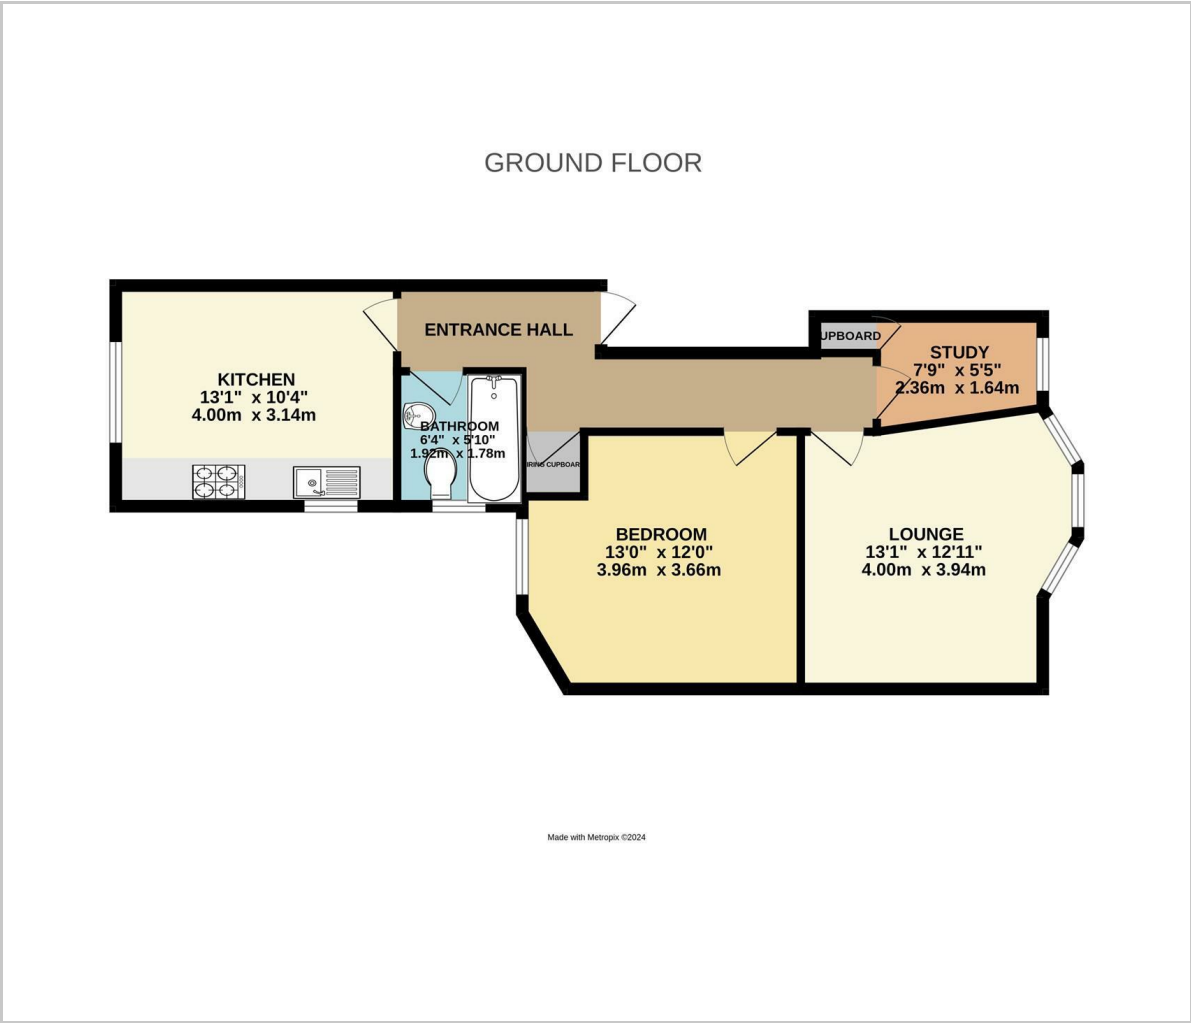 GROUND FLOOR
ENTRANCE HALL
KITCHEN
13'1" x 10'4"
4.00m x 3.14m
BATHROOM
6'4" x 5'10"
1.92m x 1.78m
IRING CUPBOAR
UPBOARD
STUDY
7'9" x 5'5"
2.36m x 1.64m
BEDROOM
13'0" x 12'0"
3.96m x 3.66m
LOUNGE
13'1" x 12'11"
4.00m x 3.94m
Made with Metropix ©2024